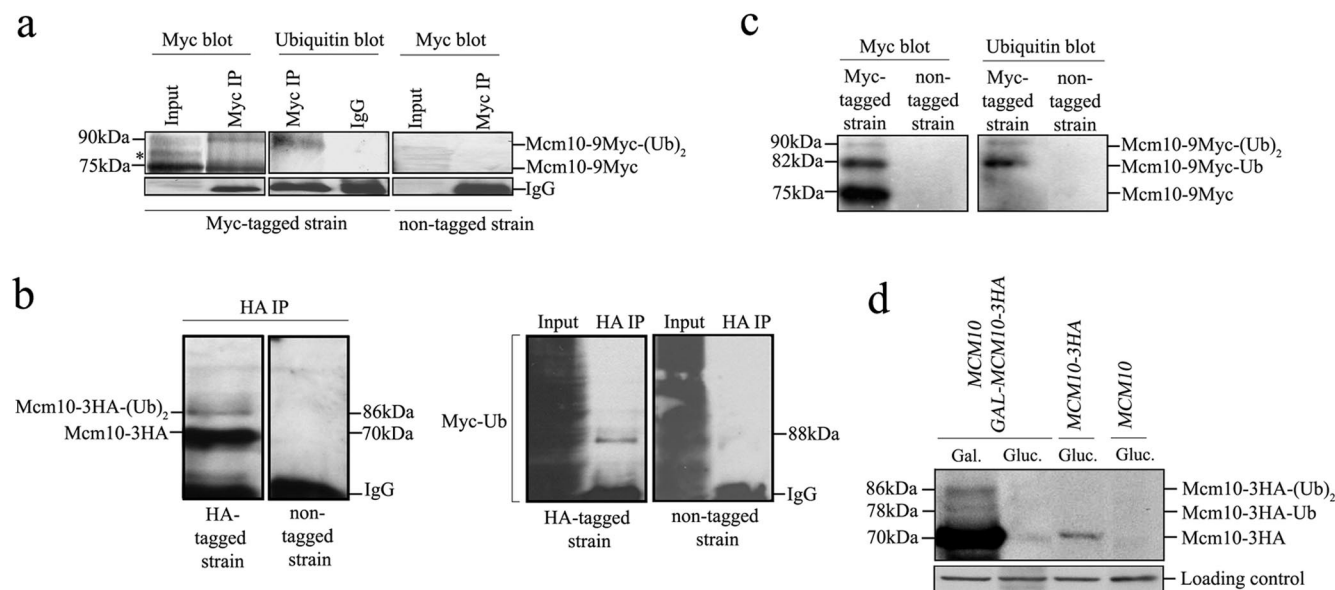 a
Myc blot
Ubiquitin blot
Myc blot
Input
Myc IP
Myc IP
IgG
Input
Myc IP
90kDa
*
75kDa
Mcm10-9Myc-(Ub)2
Mcm10-9Myc
IgG
Myc-tagged strain
non-tagged strain
b
HA IP
Mcm10-3HA-(Ub)2
Mcm10-3HA
86kDa
70kDa
IgG
HA-
tagged
strain
non-
tagged
strain
Input
HA IP
Input
HA IP
Myc-Ub
88kDa
IgG
HA-tagged
strain
non-tagged
strain
c
Myc blot
Ubiquitin blot
Myc-
tagged
strain
non-
tagged
strain
Myc-
tagged
strain
non-
tagged
strain
90kDa
82kDa
75kDa
Mcm10-9Myc-(Ub)2
Mcm10-9Myc-Ub
Mcm10-9Myc
d
MCM10
GAL-MCM10-3HA
MCM10-3HA
MCM10
Gal.
Gluc.
Gluc.
Gluc.
86kDa
78kDa
70kDa
Mcm10-3HA-(Ub)2
Mcm10-3HA-Ub
Mcm10-3HA
Loading control